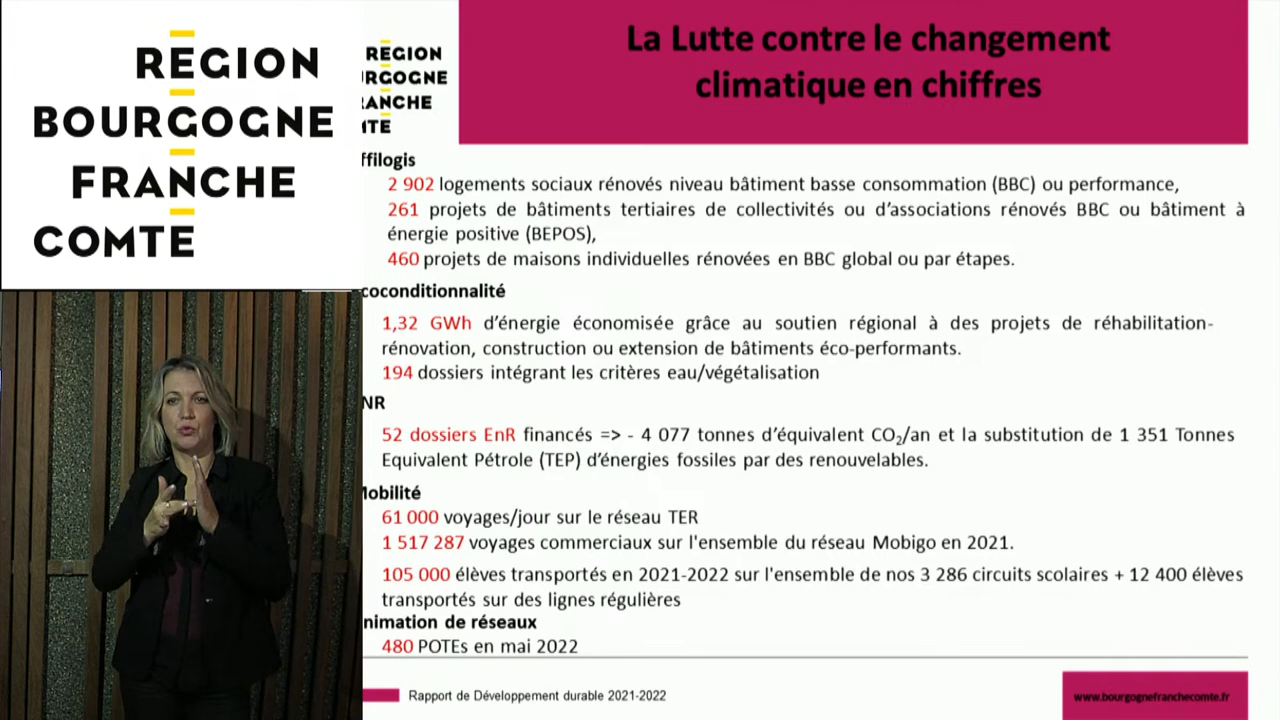 REGION
BOURGOGNE
FRANCHE
COMTE
REGION
RGOGNE
ANCHE
TE
La Lutte contre le changement
climatique en chiffres
ffilogis
2 902 logements sociaux rénovés niveau bâtiment basse consommation (BBC) ou performance,
261 projets de bâtiments tertiaires de collectivités ou d'associations rénovés BBC ou bâtiment à
énergie positive (BEPOS),
460 projets de maisons individuelles rénovées en BBC global ou par étapes.
coconditionnalité
1,32 GWh d'énergie économisée grâce au soutien régional à des projets de réhabilitation-
rénovation, construction ou extension de bâtiments éco-performants.
194 dossiers intégrant les critères eau/végétalisation
NR
52 dossiers EnR financés => - 4 077 tonnes d'équivalent CO₂/an et la substitution de 1 351 Tonnes
Equivalent Pétrole (TEP) d'énergies fossiles par des renouvelables.
Mobilité
61 000 voyages/jour sur le réseau TER
1 517 287 voyages commerciaux sur l'ensemble du réseau Mobigo en 2021.
105 000 élèves transportés en 2021-2022 sur l'ensemble de nos 3 286 circuits scolaires + 12 400 élèves
transportés sur des lignes régulières
nimation de réseaux
480 POTEs en mai 2022
Rapport de Développement durable 2021-2022
www.bourgognefranchecomte.fr